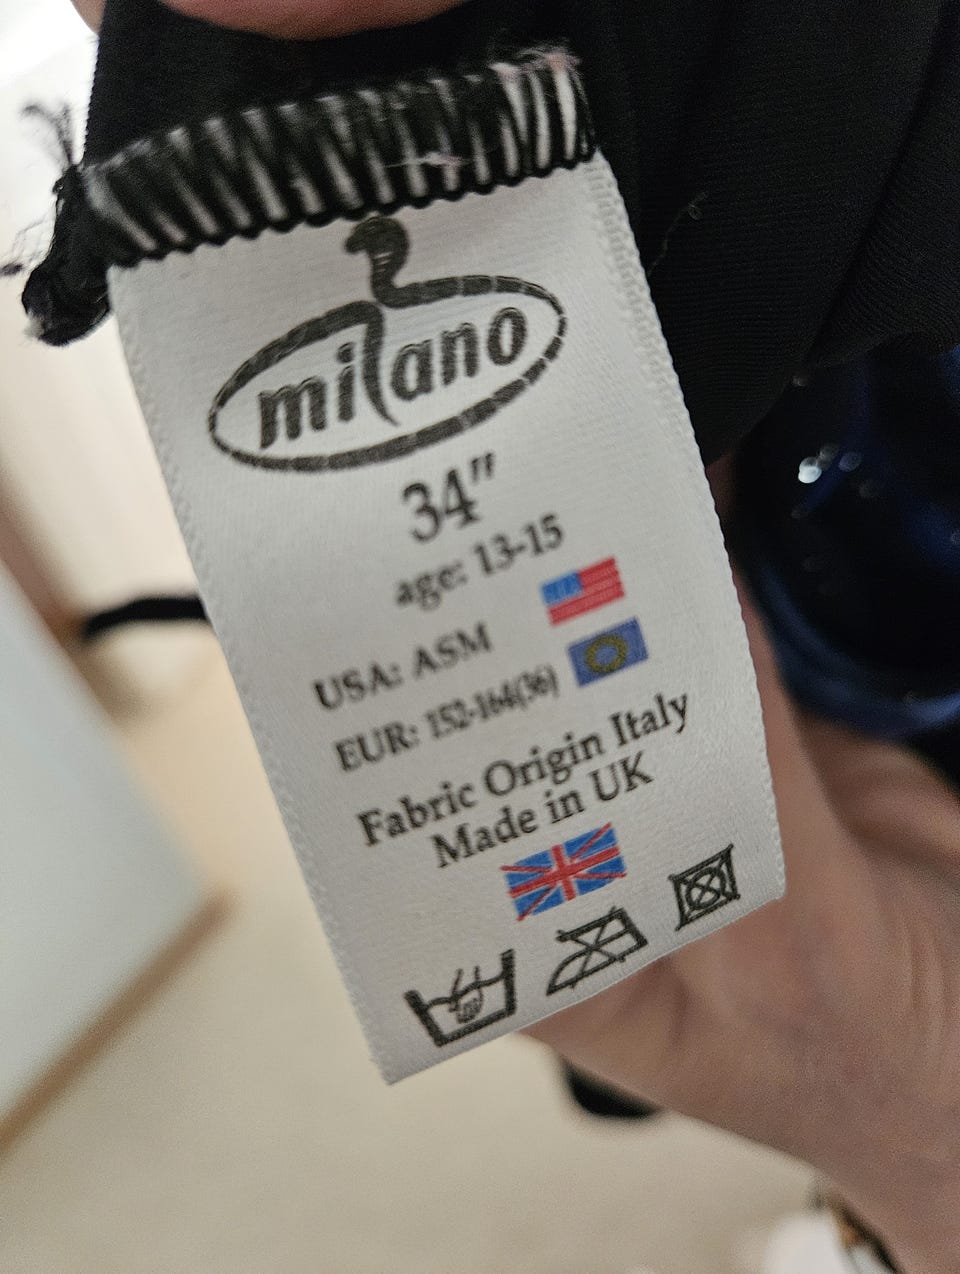 milano
34"
age: 13-15
USA: ASM
EUR: 152-164(36)
Fabric Origin Italy
Made in UK